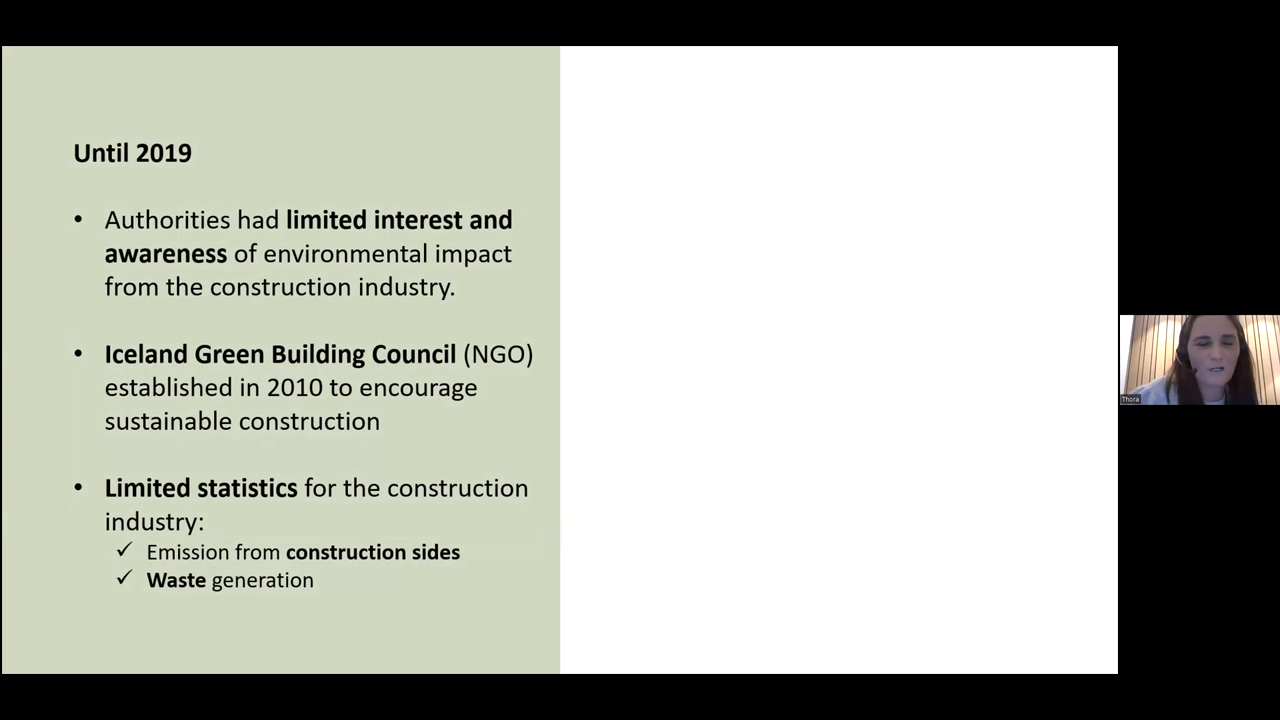 Until 2019
• Authorities had limited interest and
awareness of environmental impact
from the construction industry.
• Iceland Green Building Council (NGO)
established in 2010 to encourage
sustainable construction
• Limited statistics for the construction
industry:
✓ Emission from construction sides
✓ Waste generation
Thora